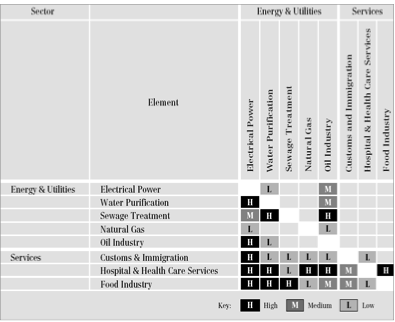 Sector Energy & Utilities Services
Element
Electrical Power
Water Purification
Sewage Treatment
Natural Gas
Oil Industry
Customs and Immigration
Hospital & Health Care Services
Food Industry
Energy & Utilities Electrical Power L M
Water Purification H M
Sewage Treatment M H H
Natural Gas L L
Oil Industry H L
Services Customs & Immigration H L L L L L
Hospital & Health Care Services H H L H H M H
Food Industry H H H L M M L
Key: H High M Medium L Low